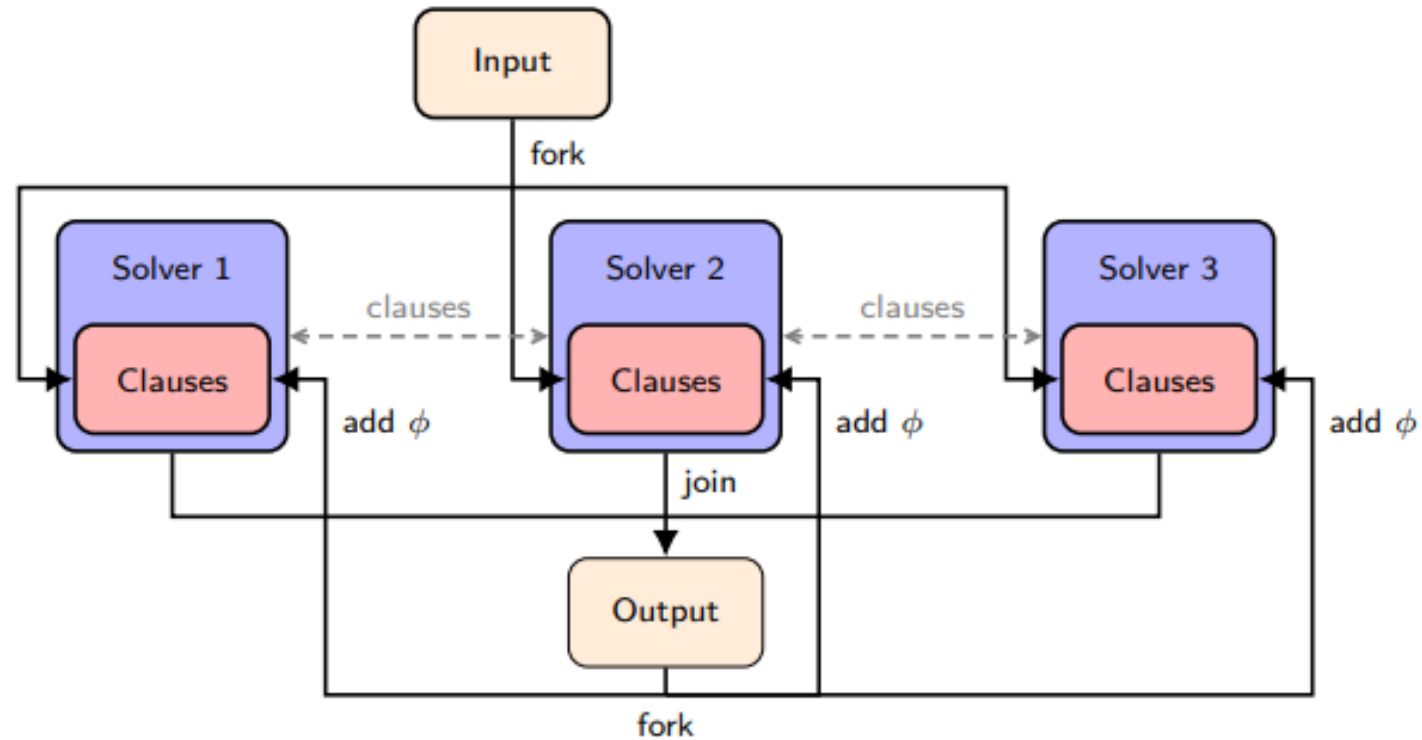 Input
fork
Solver 1
Solver 2
Solver 3
clauses
clauses
Clauses
Clauses
Clauses
add ϕ
add ϕ
add ϕ
join
Output
fork